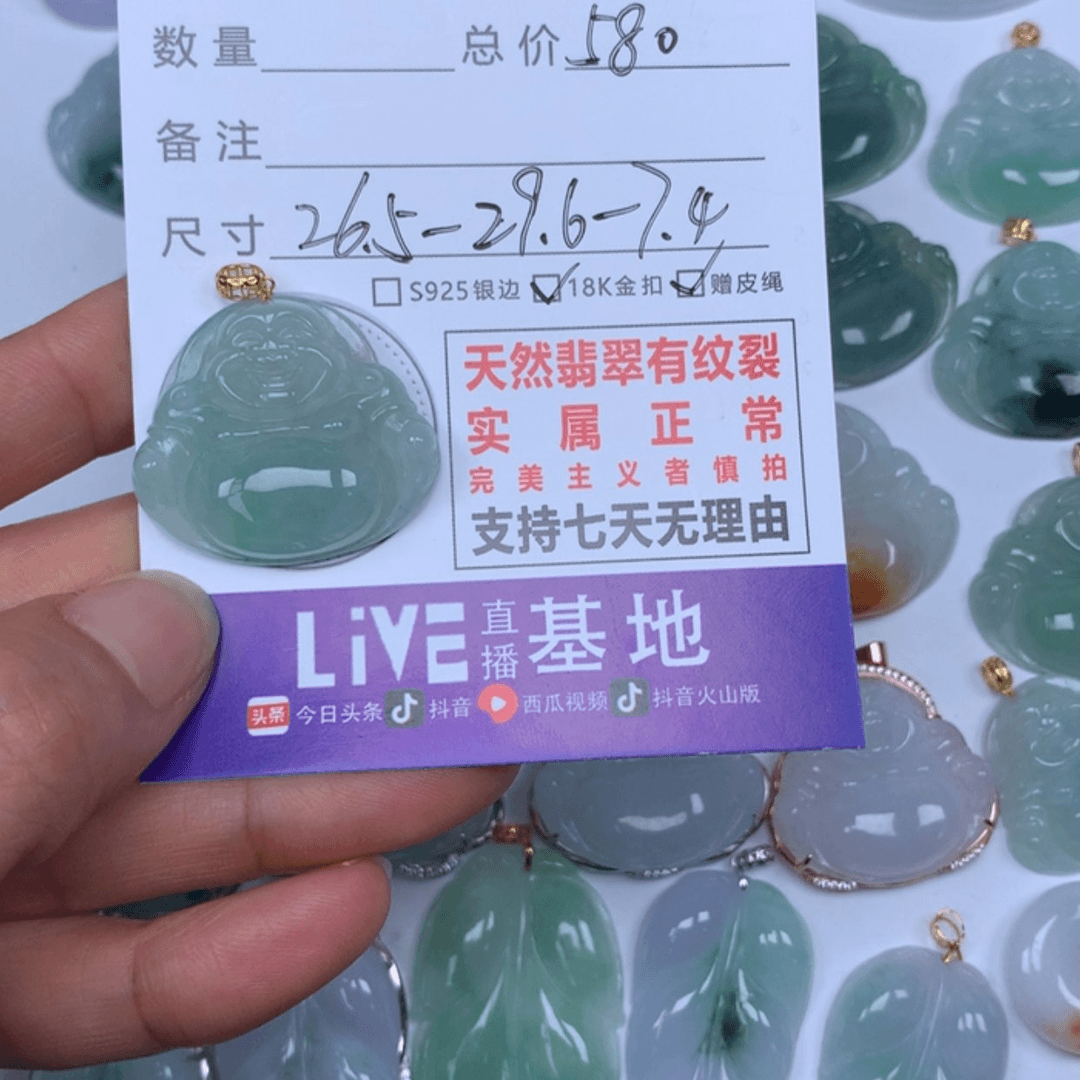 数量 总价 580
备注
尺寸 26.5-29.6-7.4
S925银边 18K金扣 赠皮绳
天然翡翠有纹裂
实属正常
完美主义者慎拍
支持七天无理由
LiVE 直播 基地
头条 今日头条 抖音 西瓜视频 抖音火山版